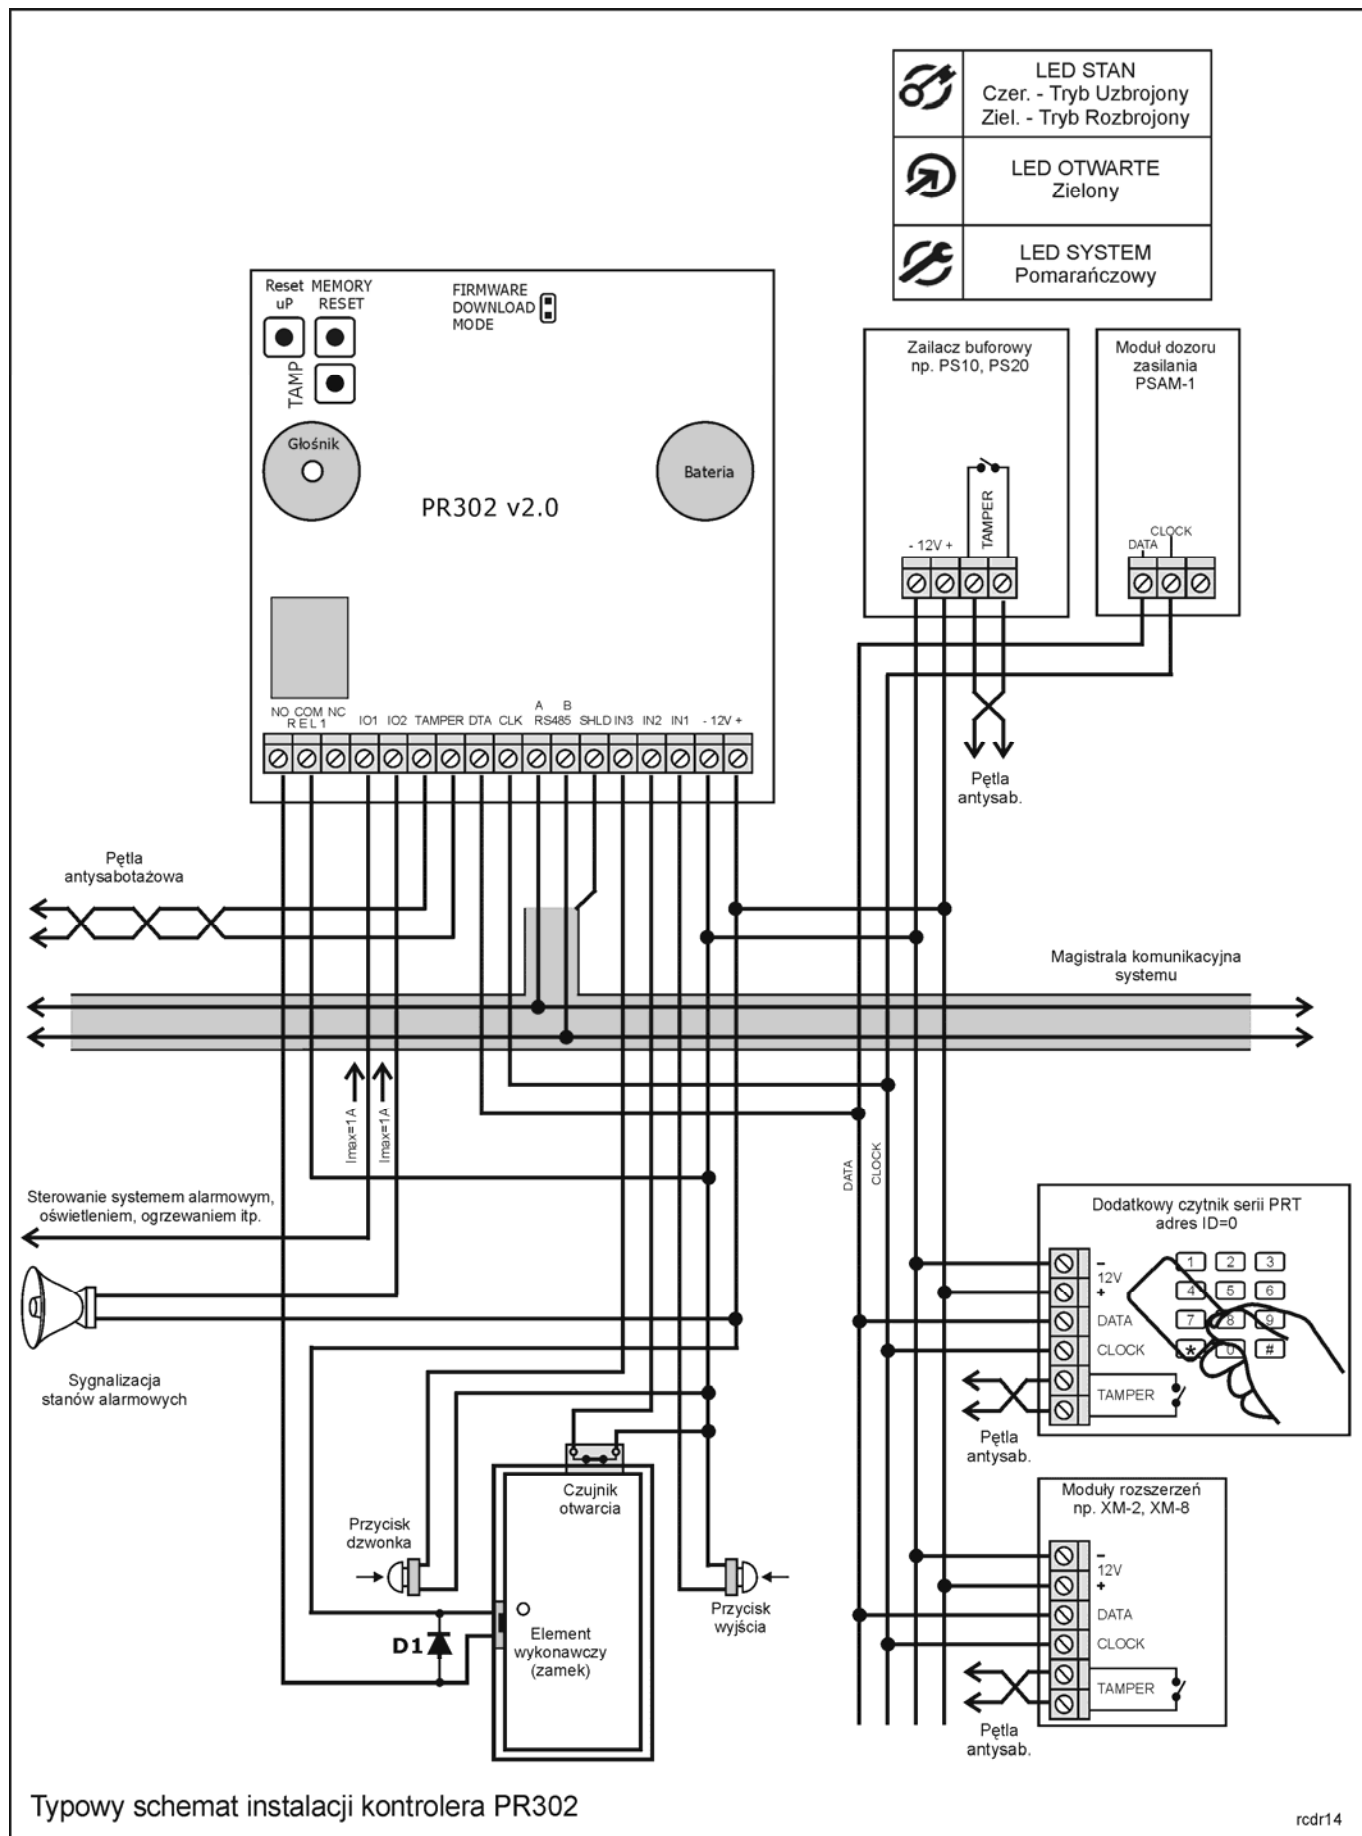 LED STAN
Czer. - Tryb Uzbrojony
Ziel. - Tryb Rozbrojony
LED OTWARTE
Zielony
LED SYSTEM
Pomarańczowy
Reset
uP
MEMORY
RESET
FIRMWARE
DOWNLOAD
MODE
TAMP
Głośnik
Bateria
PR302 v2.0
NO COM NC
REL1
IO1 IO2 TAMPER DTA CLK
A B
RS485
SHLD IN3 IN2 IN1 - 12V +
Zailacz buforowy
np. PS10, PS20
TAMPER
- 12V +
Moduł dozoru
zasilania
PSAM-1
CLOCK
DATA
Pętla
antysab.
Pętla
antysabotażowa
Magistrala komunikacyjna
systemu
Imax=1A
Imax=1A
DATA
CLOCK
Sterowanie systemem alarmowym,
oświetleniem, ogrzewaniem itp.
Sygnalizacja
stanów alarmowych
Dodatkowy czytnik serii PRT
adres ID=0
–
12V
+
DATA
CLOCK
TAMPER
1 2 3
4 5 6
7 8 9
* 0 #
Pętla
antysab.
Czujnik
otwarcia
Przycisk
dzwonka
Przycisk
wyjścia
D1
Element
wykonawczy
(zamek)
Moduły rozszerzeń
np. XM-2, XM-8
–
12V
+
DATA
CLOCK
TAMPER
Pętla
antysab.
Typowy schemat instalacji kontrolera PR302
rcdr14